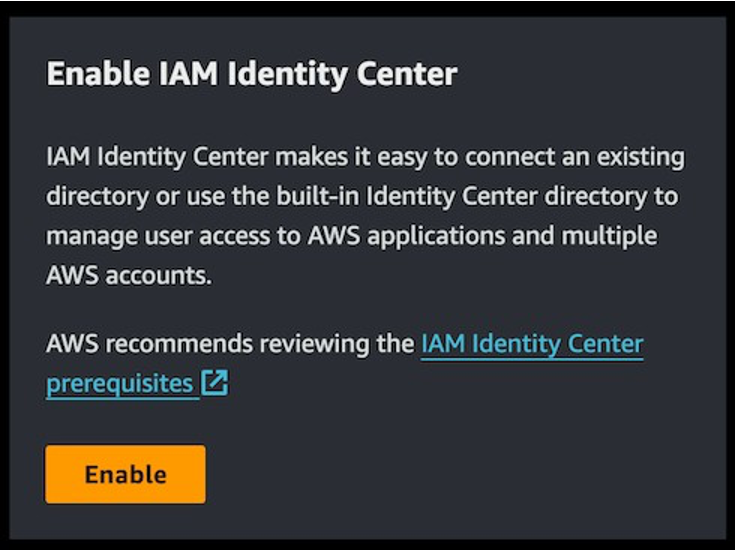 Enable IAM Identity Center
IAM Identity Center makes it easy to connect an existing
directory or use the built-in Identity Center directory to
manage user access to AWS applications and multiple
AWS accounts.
AWS recommends reviewing the IAM Identity Center
prerequisites
Enable